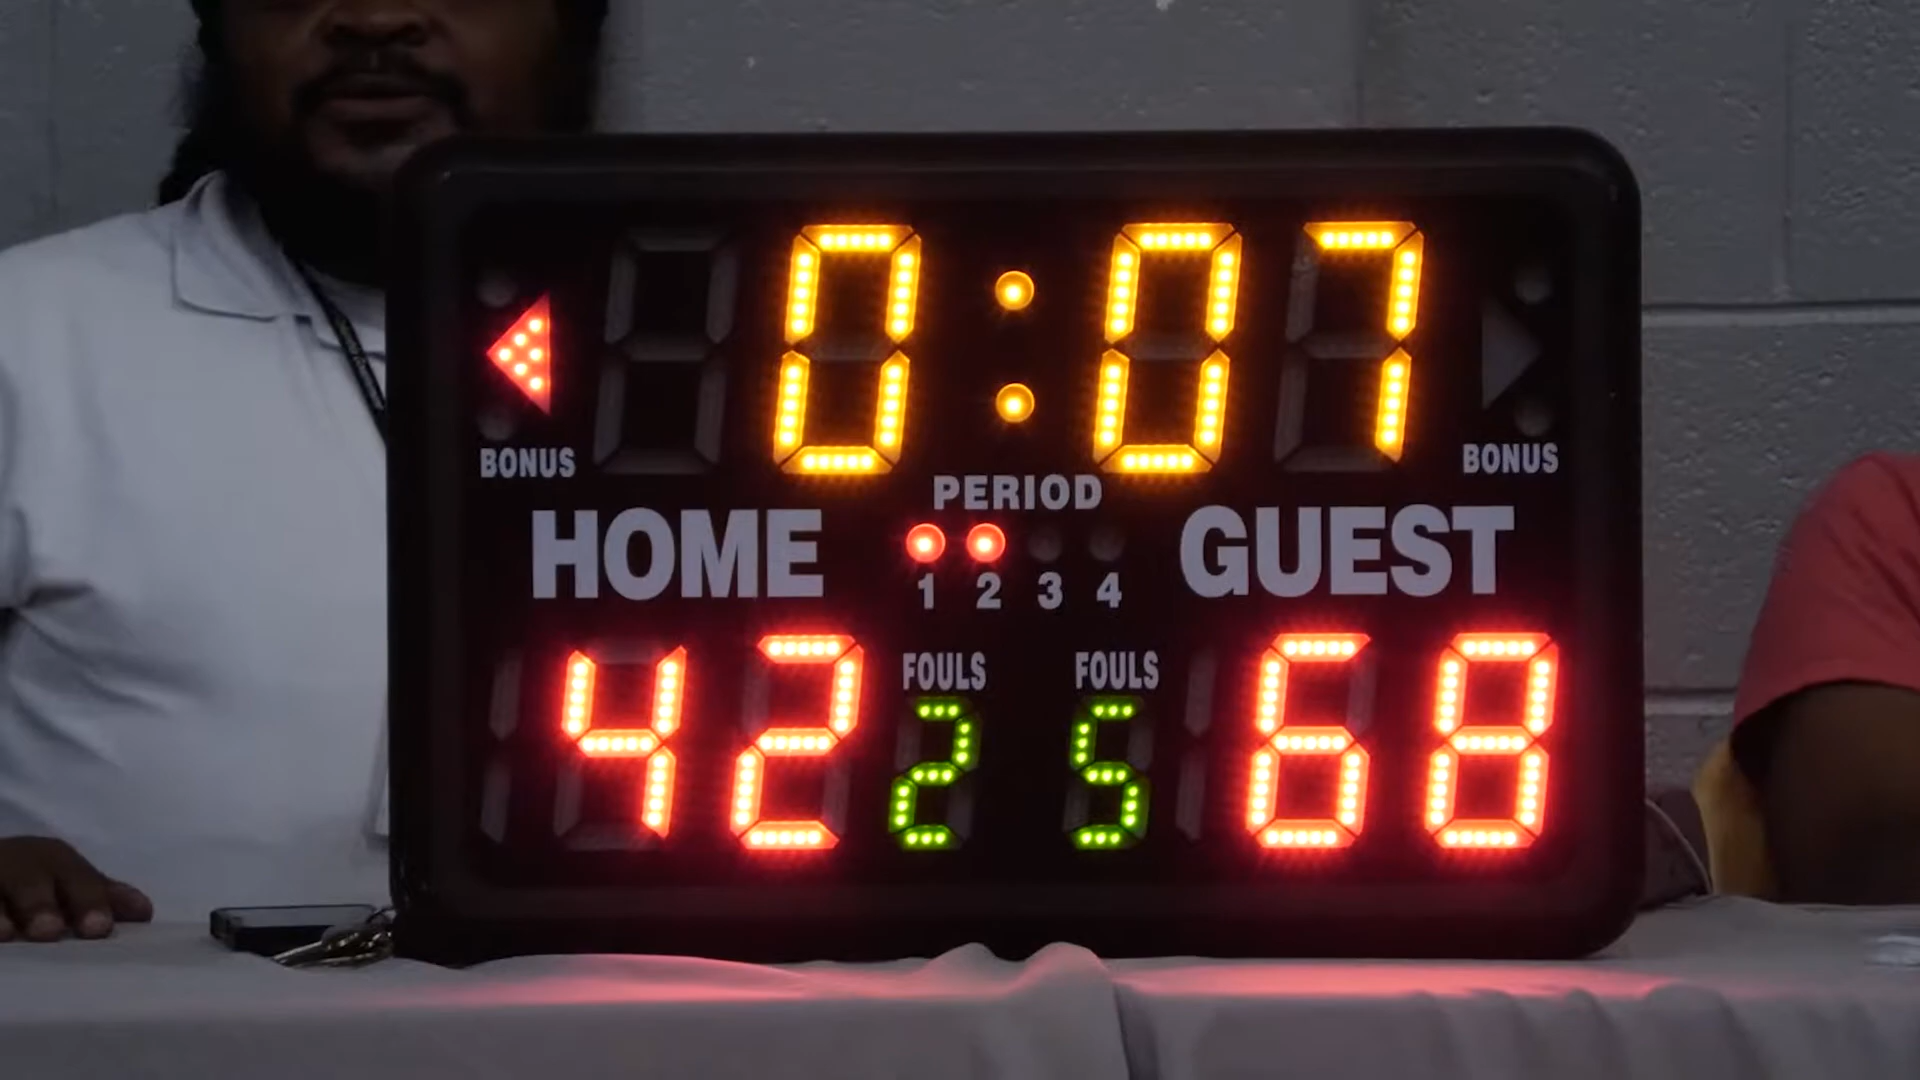 0:07
BONUS BONUS
PERIOD
HOME GUEST
1 2 3 4
FOULS FOULS
42 2 5 68